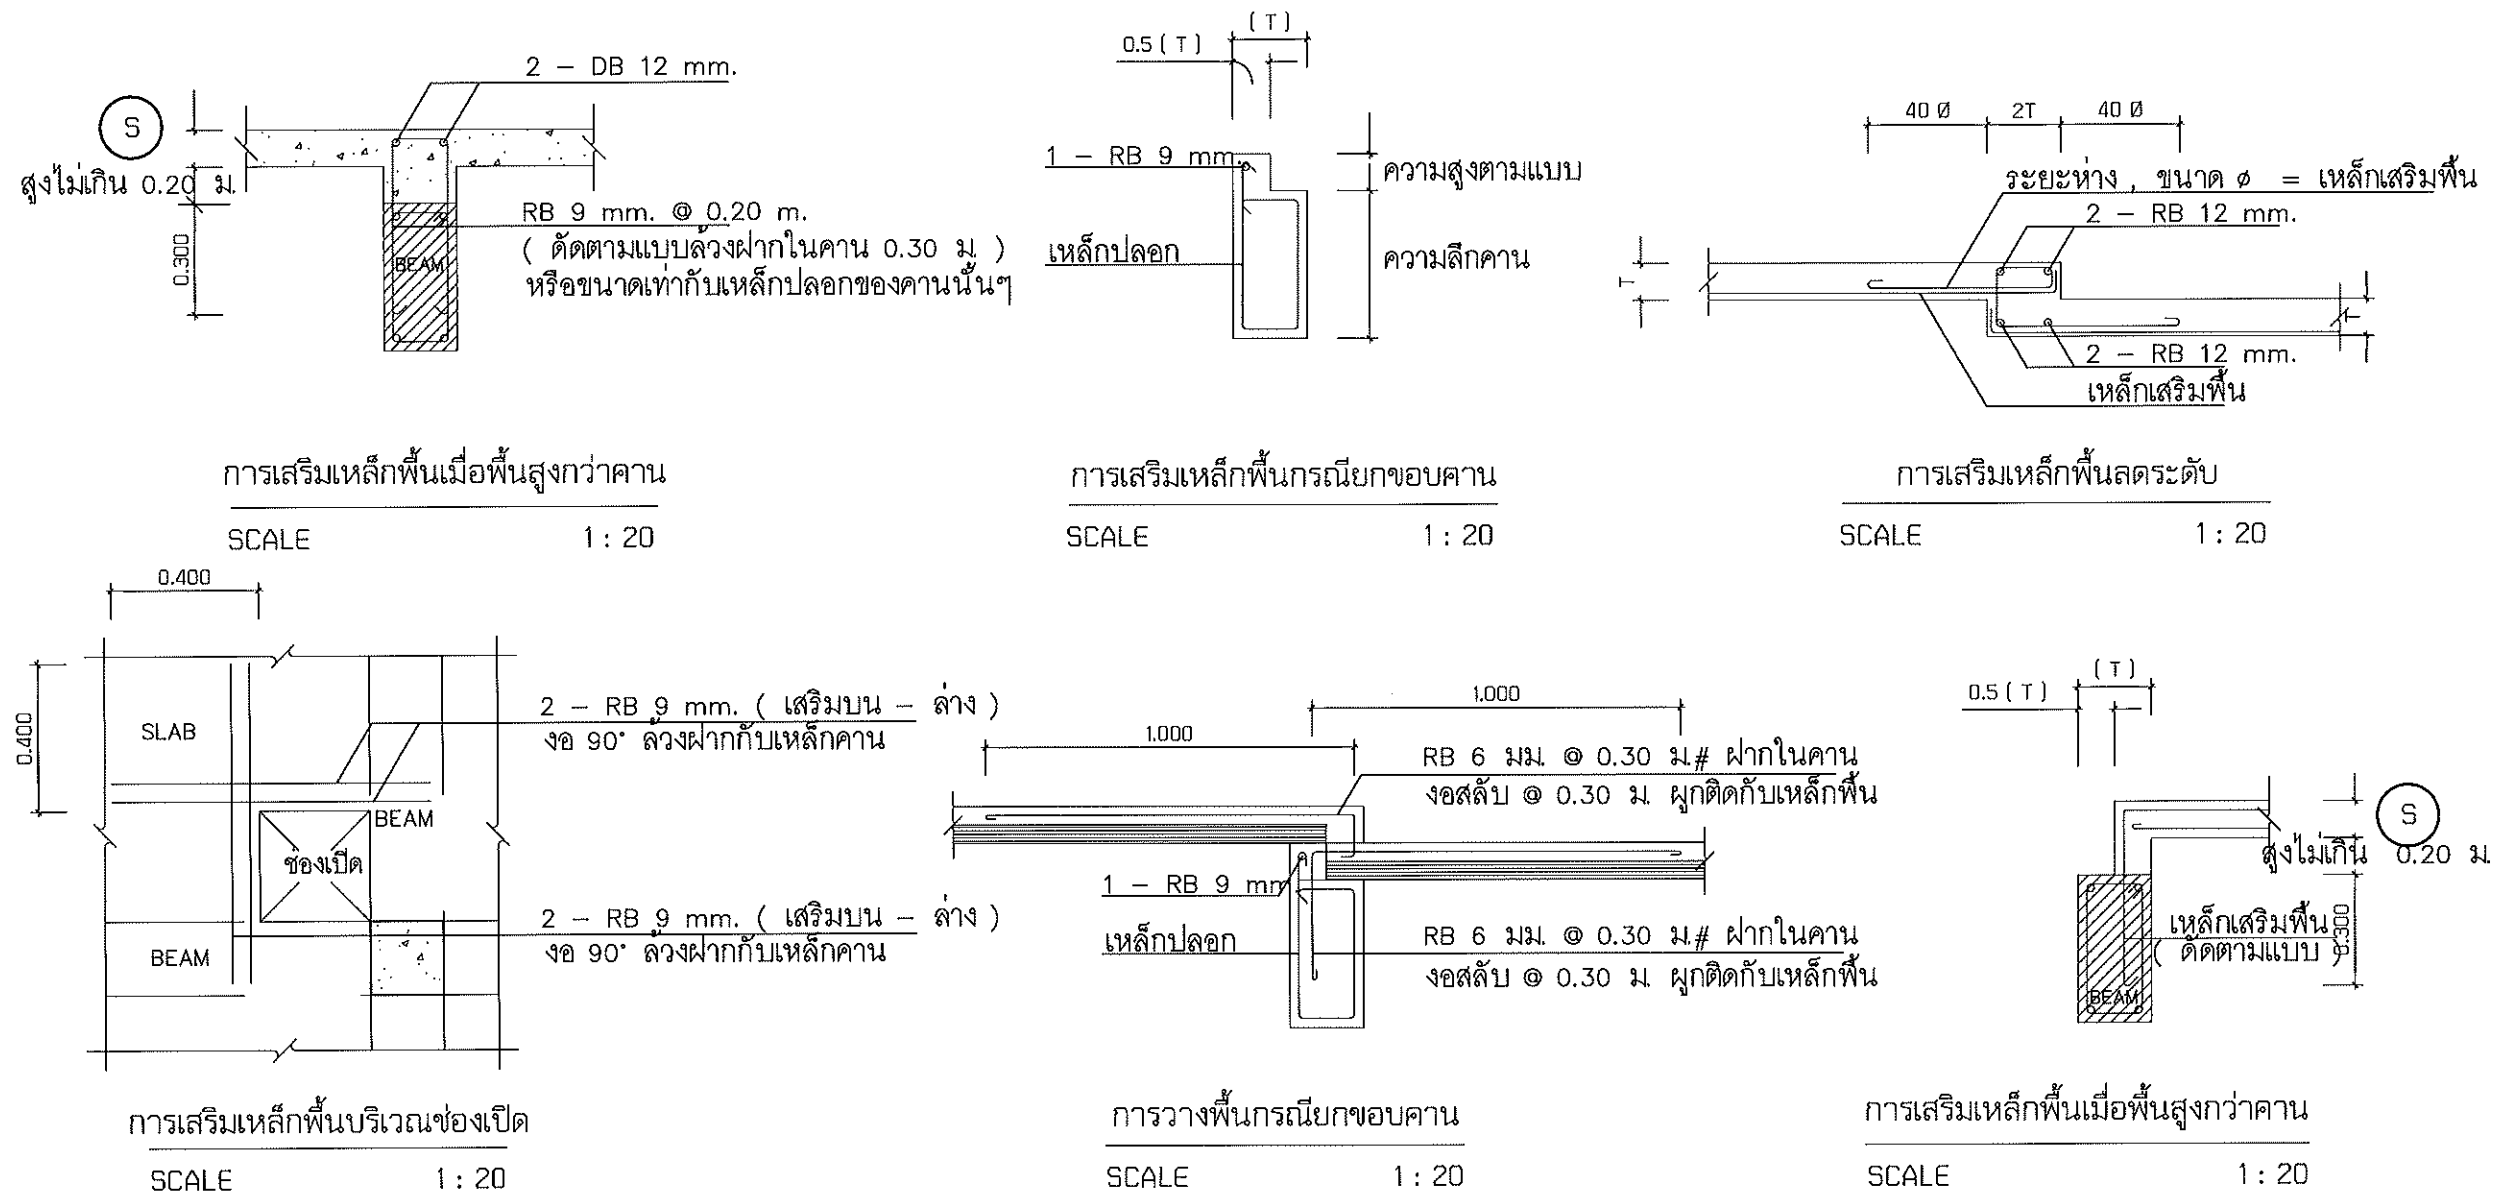 2 - DB 12 mm.
S
สูงไม่เกิน 0.20 ม.
0.300
BEAM
RB 9 mm. @ 0.20 m.
( ดัดตามแบบล้วงฝากในคาน 0.30 ม. )
หรือขนาดเท่ากับเหล็กปลอกของคานนั้นๆ
การเสริมเหล็กพื้นเมื่อพื้นสูงกว่าคาน
SCALE 1 : 20
( T )
0.5 ( T )
1 - RB 9 mm.
ความสูงตามแบบ
เหล็กปลอก
ความลึกคาน
การเสริมเหล็กพื้นกรณียกขอบคาน
SCALE 1 : 20
40 Ø 2T 40 Ø
ระยะห่าง , ขนาด ø = เหล็กเสริมพื้น
2 - RB 12 mm.
T
T
2 - RB 12 mm.
เหล็กเสริมพื้น
การเสริมเหล็กพื้นลดระดับ
SCALE 1 : 20
0.400
0.400
SLAB
2 - RB 9 mm. ( เสริมบน - ล่าง )
งอ 90° ล้วงฝากกับเหล็กคาน
BEAM
ช่องเปิด
2 - RB 9 mm. ( เสริมบน - ล่าง )
งอ 90° ล้วงฝากกับเหล็กคาน
BEAM
การเสริมเหล็กพื้นบริเวณช่องเปิด
SCALE 1 : 20
1.000
1.000
RB 6 มม. @ 0.30 ม.# ฝากในคาน
งอสลับ @ 0.30 ม. ผูกติดกับเหล็กพื้น
1 - RB 9 mm
เหล็กปลอก
RB 6 มม. @ 0.30 ม.# ฝากในคาน
งอสลับ @ 0.30 ม. ผูกติดกับเหล็กพื้น
การวางพื้นกรณียกขอบคาน
SCALE 1 : 20
( T )
0.5 ( T )
S
สูงไม่เกิน 0.20 ม.
เหล็กเสริมพื้น
( ดัดตามแบบ )
0.300
BEAM
การเสริมเหล็กพื้นเมื่อพื้นสูงกว่าคาน
SCALE 1 : 20